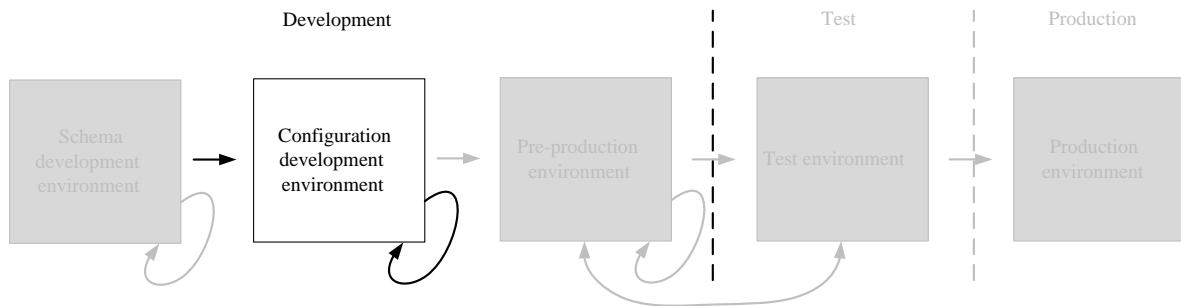 Development
Test
Production
Schema
development
environment
Configuration
development
environment
Pre-production
environment
Test environment
Production
environment